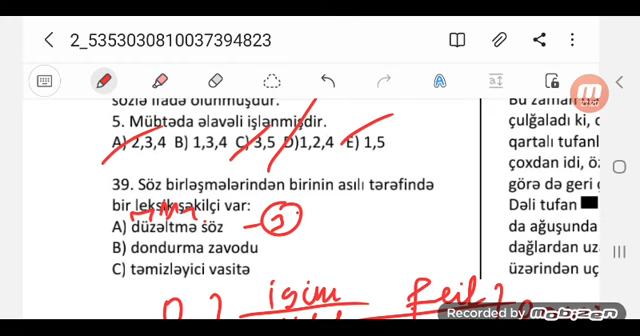 2_5353030810037394823
sözlə ifadə olunmuşdur.
5. Mübtəda əlavəli işlənmişdir.
A) 2,3,4 B) 1,3,4 C) 3,5 D)1,2,4 E) 1,5
39. Söz birləşmələrindən birinin asılı tərəfində
bir leksik şəkilçi var:
A) düzəltmə söz
B) dondurma zavodu
C) təmizləyici vasitə
isim feil
Bu zaman
çulğaladı ki,
qartalı tufanl
çoxdan idi, öz
görə də geri
Dəli tufan
da ağuşunda
dağlardan uz
üzərindən uç
Recorded by mobizen